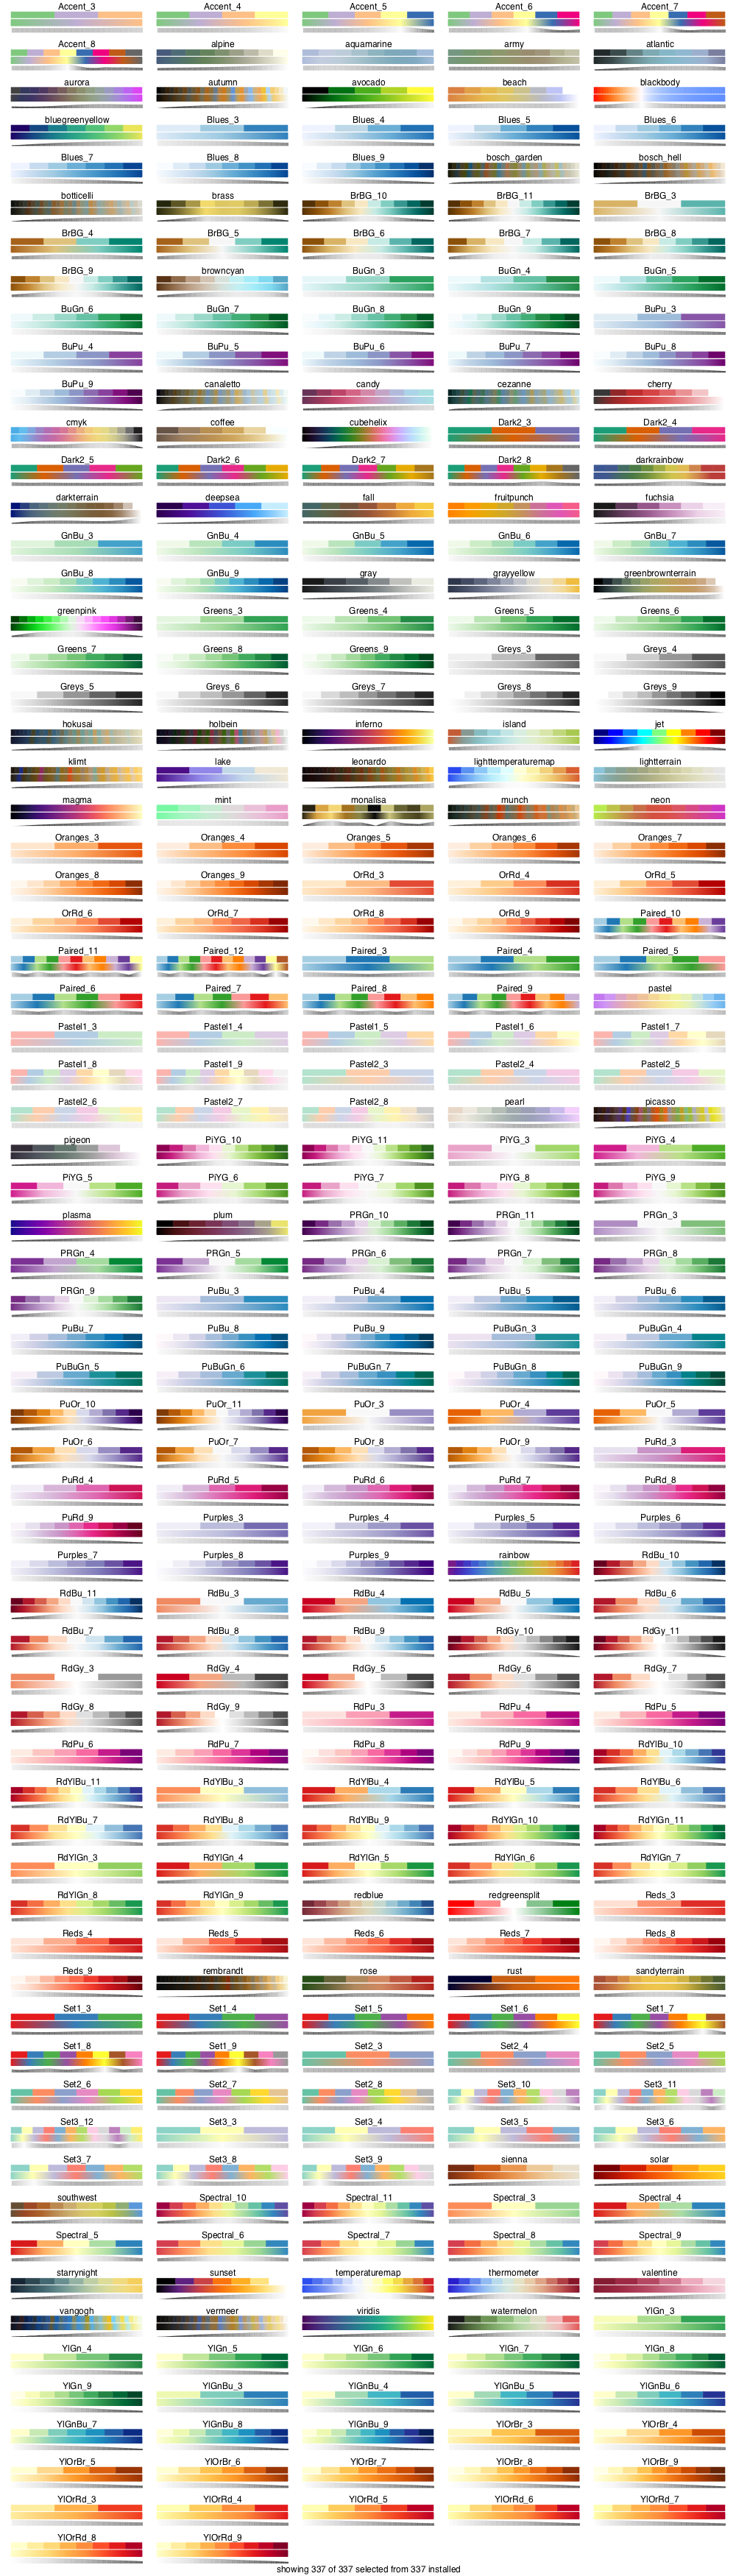 Accent_3 Accent_4 Accent_5 Accent_6 Accent_7
Accent_8 alpine aquamarine army atlantic
aurora autumn avocado beach blackbody
bluegreenyellow Blues_3 Blues_4 Blues_5 Blues_6
Blues_7 Blues_8 Blues_9 bosch_garden bosch_hell
botticelli brass BrBG_10 BrBG_11 BrBG_3
BrBG_4 BrBG_5 BrBG_6 BrBG_7 BrBG_8
BrBG_9 browncyan BuGn_3 BuGn_4 BuGn_5
BuGn_6 BuGn_7 BuGn_8 BuGn_9 BuPu_3
BuPu_4 BuPu_5 BuPu_6 BuPu_7 BuPu_8
BuPu_9 canaletto candy cezanne cherry
cmyk coffee cubehelix Dark2_3 Dark2_4
Dark2_5 Dark2_6 Dark2_7 Dark2_8 darkrainbow
darkterrain deepsea fall fruitpunch fuchsia
GnBu_3 GnBu_4 GnBu_5 GnBu_6 GnBu_7
GnBu_8 GnBu_9 gray grayyellow greenbrownterrain
greenpink Greens_3 Greens_4 Greens_5 Greens_6
Greens_7 Greens_8 Greens_9 Greys_3 Greys_4
Greys_5 Greys_6 Greys_7 Greys_8 Greys_9
hokusai holbein inferno island jet
klimt lake leonardo lighttemperaturemap lightterrain
magma mint monalisa munch neon
Oranges_3 Oranges_4 Oranges_5 Oranges_6 Oranges_7
Oranges_8 Oranges_9 OrRd_3 OrRd_4 OrRd_5
OrRd_6 OrRd_7 OrRd_8 OrRd_9 Paired_10
Paired_11 Paired_12 Paired_3 Paired_4 Paired_5
Paired_6 Paired_7 Paired_8 Paired_9 pastel
Pastel1_3 Pastel1_4 Pastel1_5 Pastel1_6 Pastel1_7
Pastel1_8 Pastel1_9 Pastel2_3 Pastel2_4 Pastel2_5
Pastel2_6 Pastel2_7 Pastel2_8 pearl picasso
pigeon PiYG_10 PiYG_11 PiYG_3 PiYG_4
PiYG_5 PiYG_6 PiYG_7 PiYG_8 PiYG_9
plasma plum PRGn_10 PRGn_11 PRGn_3
PRGn_4 PRGn_5 PRGn_6 PRGn_7 PRGn_8
PRGn_9 PuBu_3 PuBu_4 PuBu_5 PuBu_6
PuBu_7 PuBu_8 PuBu_9 PuBuGn_3 PuBuGn_4
PuBuGn_5 PuBuGn_6 PuBuGn_7 PuBuGn_8 PuBuGn_9
PuOr_10 PuOr_11 PuOr_3 PuOr_4 PuOr_5
PuOr_6 PuOr_7 PuOr_8 PuOr_9 PuRd_3
PuRd_4 PuRd_5 PuRd_6 PuRd_7 PuRd_8
PuRd_9 Purples_3 Purples_4 Purples_5 Purples_6
Purples_7 Purples_8 Purples_9 rainbow RdBu_10
RdBu_11 RdBu_3 RdBu_4 RdBu_5 RdBu_6
RdBu_7 RdBu_8 RdBu_9 RdGy_10 RdGy_11
RdGy_3 RdGy_4 RdGy_5 RdGy_6 RdGy_7
RdGy_8 RdGy_9 RdPu_3 RdPu_4 RdPu_5
RdPu_6 RdPu_7 RdPu_8 RdPu_9 RdYlBu_10
RdYlBu_11 RdYlBu_3 RdYlBu_4 RdYlBu_5 RdYlBu_6
RdYlBu_7 RdYlBu_8 RdYlBu_9 RdYlGn_10 RdYlGn_11
RdYlGn_3 RdYlGn_4 RdYlGn_5 RdYlGn_6 RdYlGn_7
RdYlGn_8 RdYlGn_9 redblue redgreensplit Reds_3
Reds_4 Reds_5 Reds_6 Reds_7 Reds_8
Reds_9 rembrandt rose rust sandyterrain
Set1_3 Set1_4 Set1_5 Set1_6 Set1_7
Set1_8 Set1_9 Set2_3 Set2_4 Set2_5
Set2_6 Set2_7 Set2_8 Set3_10 Set3_11
Set3_12 Set3_3 Set3_4 Set3_5 Set3_6
Set3_7 Set3_8 Set3_9 sienna solar
southwest Spectral_10 Spectral_11 Spectral_3 Spectral_4
Spectral_5 Spectral_6 Spectral_7 Spectral_8 Spectral_9
starrynight sunset temperaturemap thermometer valentine
vangogh vermeer viridis watermelon YlGn_3
YlGn_4 YlGn_5 YlGn_6 YlGn_7 YlGn_8
YlGn_9 YlGnBu_3 YlGnBu_4 YlGnBu_5 YlGnBu_6
YlGnBu_7 YlGnBu_8 YlGnBu_9 YlOrBr_3 YlOrBr_4
YlOrBr_5 YlOrBr_6 YlOrBr_7 YlOrBr_8 YlOrBr_9
YlOrRd_3 YlOrRd_4 YlOrRd_5 YlOrRd_6 YlOrRd_7
YlOrRd_8 YlOrRd_9
showing 337 of 337 selected from 337 installed